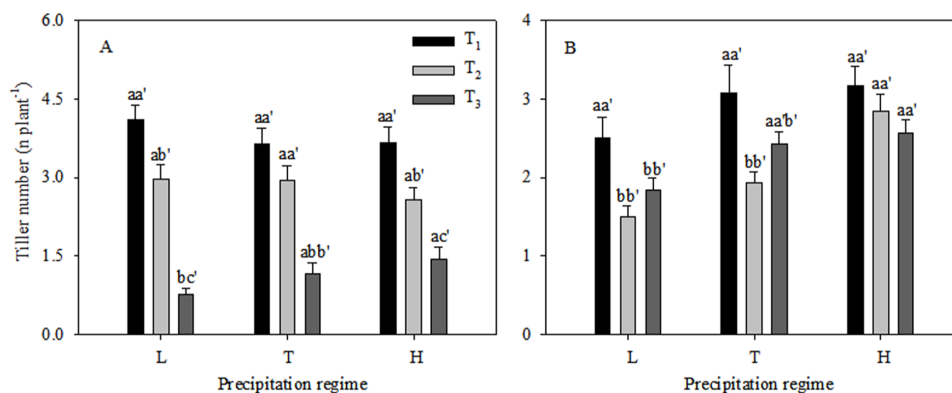 6.0
4.5
3.0
1.5
0.0
Tiller number (n plant⁻¹)
A
T₁
T₂
T₃
aa'
ab'
bc'
aa'
aa'
abb'
aa'
ab'
ac'
L
T
H
Precipitation regime
4
3
2
1
0
B
aa'
bb'
bb'
aa'
bb'
aa'b'
aa'
aa'
aa'
L
T
H
Precipitation regime